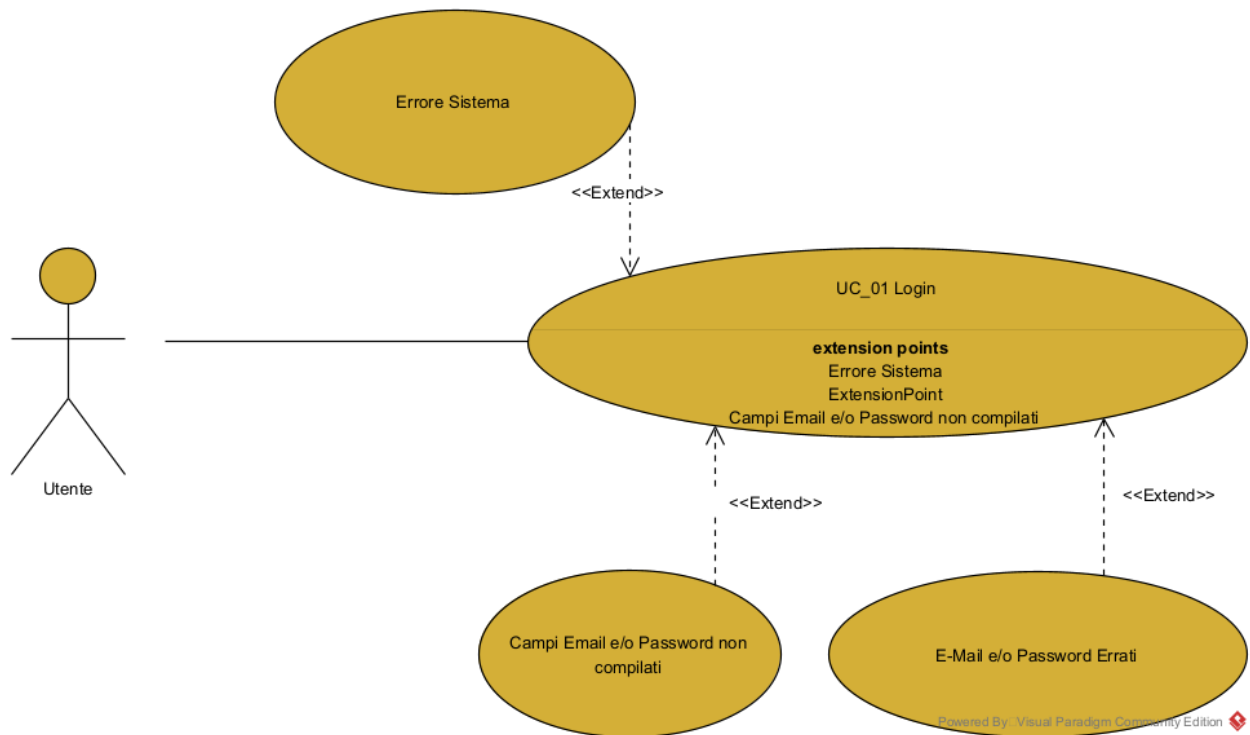 Errore Sistema
<<Extend>>
UC_01 Login
extension points
Errore Sistema
ExtensionPoint
Campi Email e/o Password non compilati
Utente
<<Extend>>
<<Extend>>
Campi Email e/o Password non
compilati
E-Mail e/o Password Errati
Powered By Visual Paradigm Community Edition